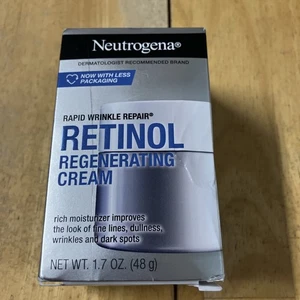 Neutrogena®
DERMATOLOGIST RECOMMENDED BRAND
NOW WITH LESS
PACKAGING
RAPID WRINKLE REPAIR®
RETINOL
REGENERATING
CREAM
rich moisturizer improves
the look of fine lines, dullness,
wrinkles and dark spots
NET WT. 1.7 OZ. (48 g)